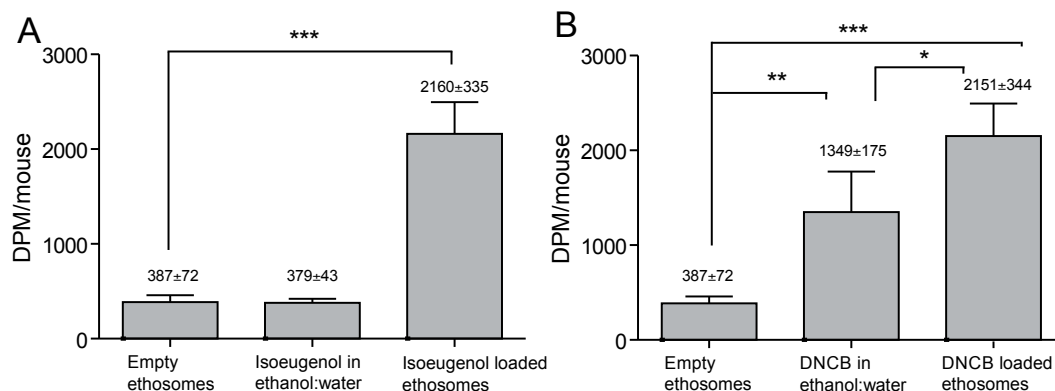 A
***
3000
2160±335
2000
DPM/mouse
1000
387±72
379±43
0
Empty
ethosomes
Isoeugenol in
ethanol:water
Isoeugenol loaded
ethosomes
B
***
3000
**
*
2151±344
2000
1349±175
DPM/mouse
1000
387±72
0
Empty
ethosomes
DNCB in
ethanol:water
DNCB loaded
ethosomes